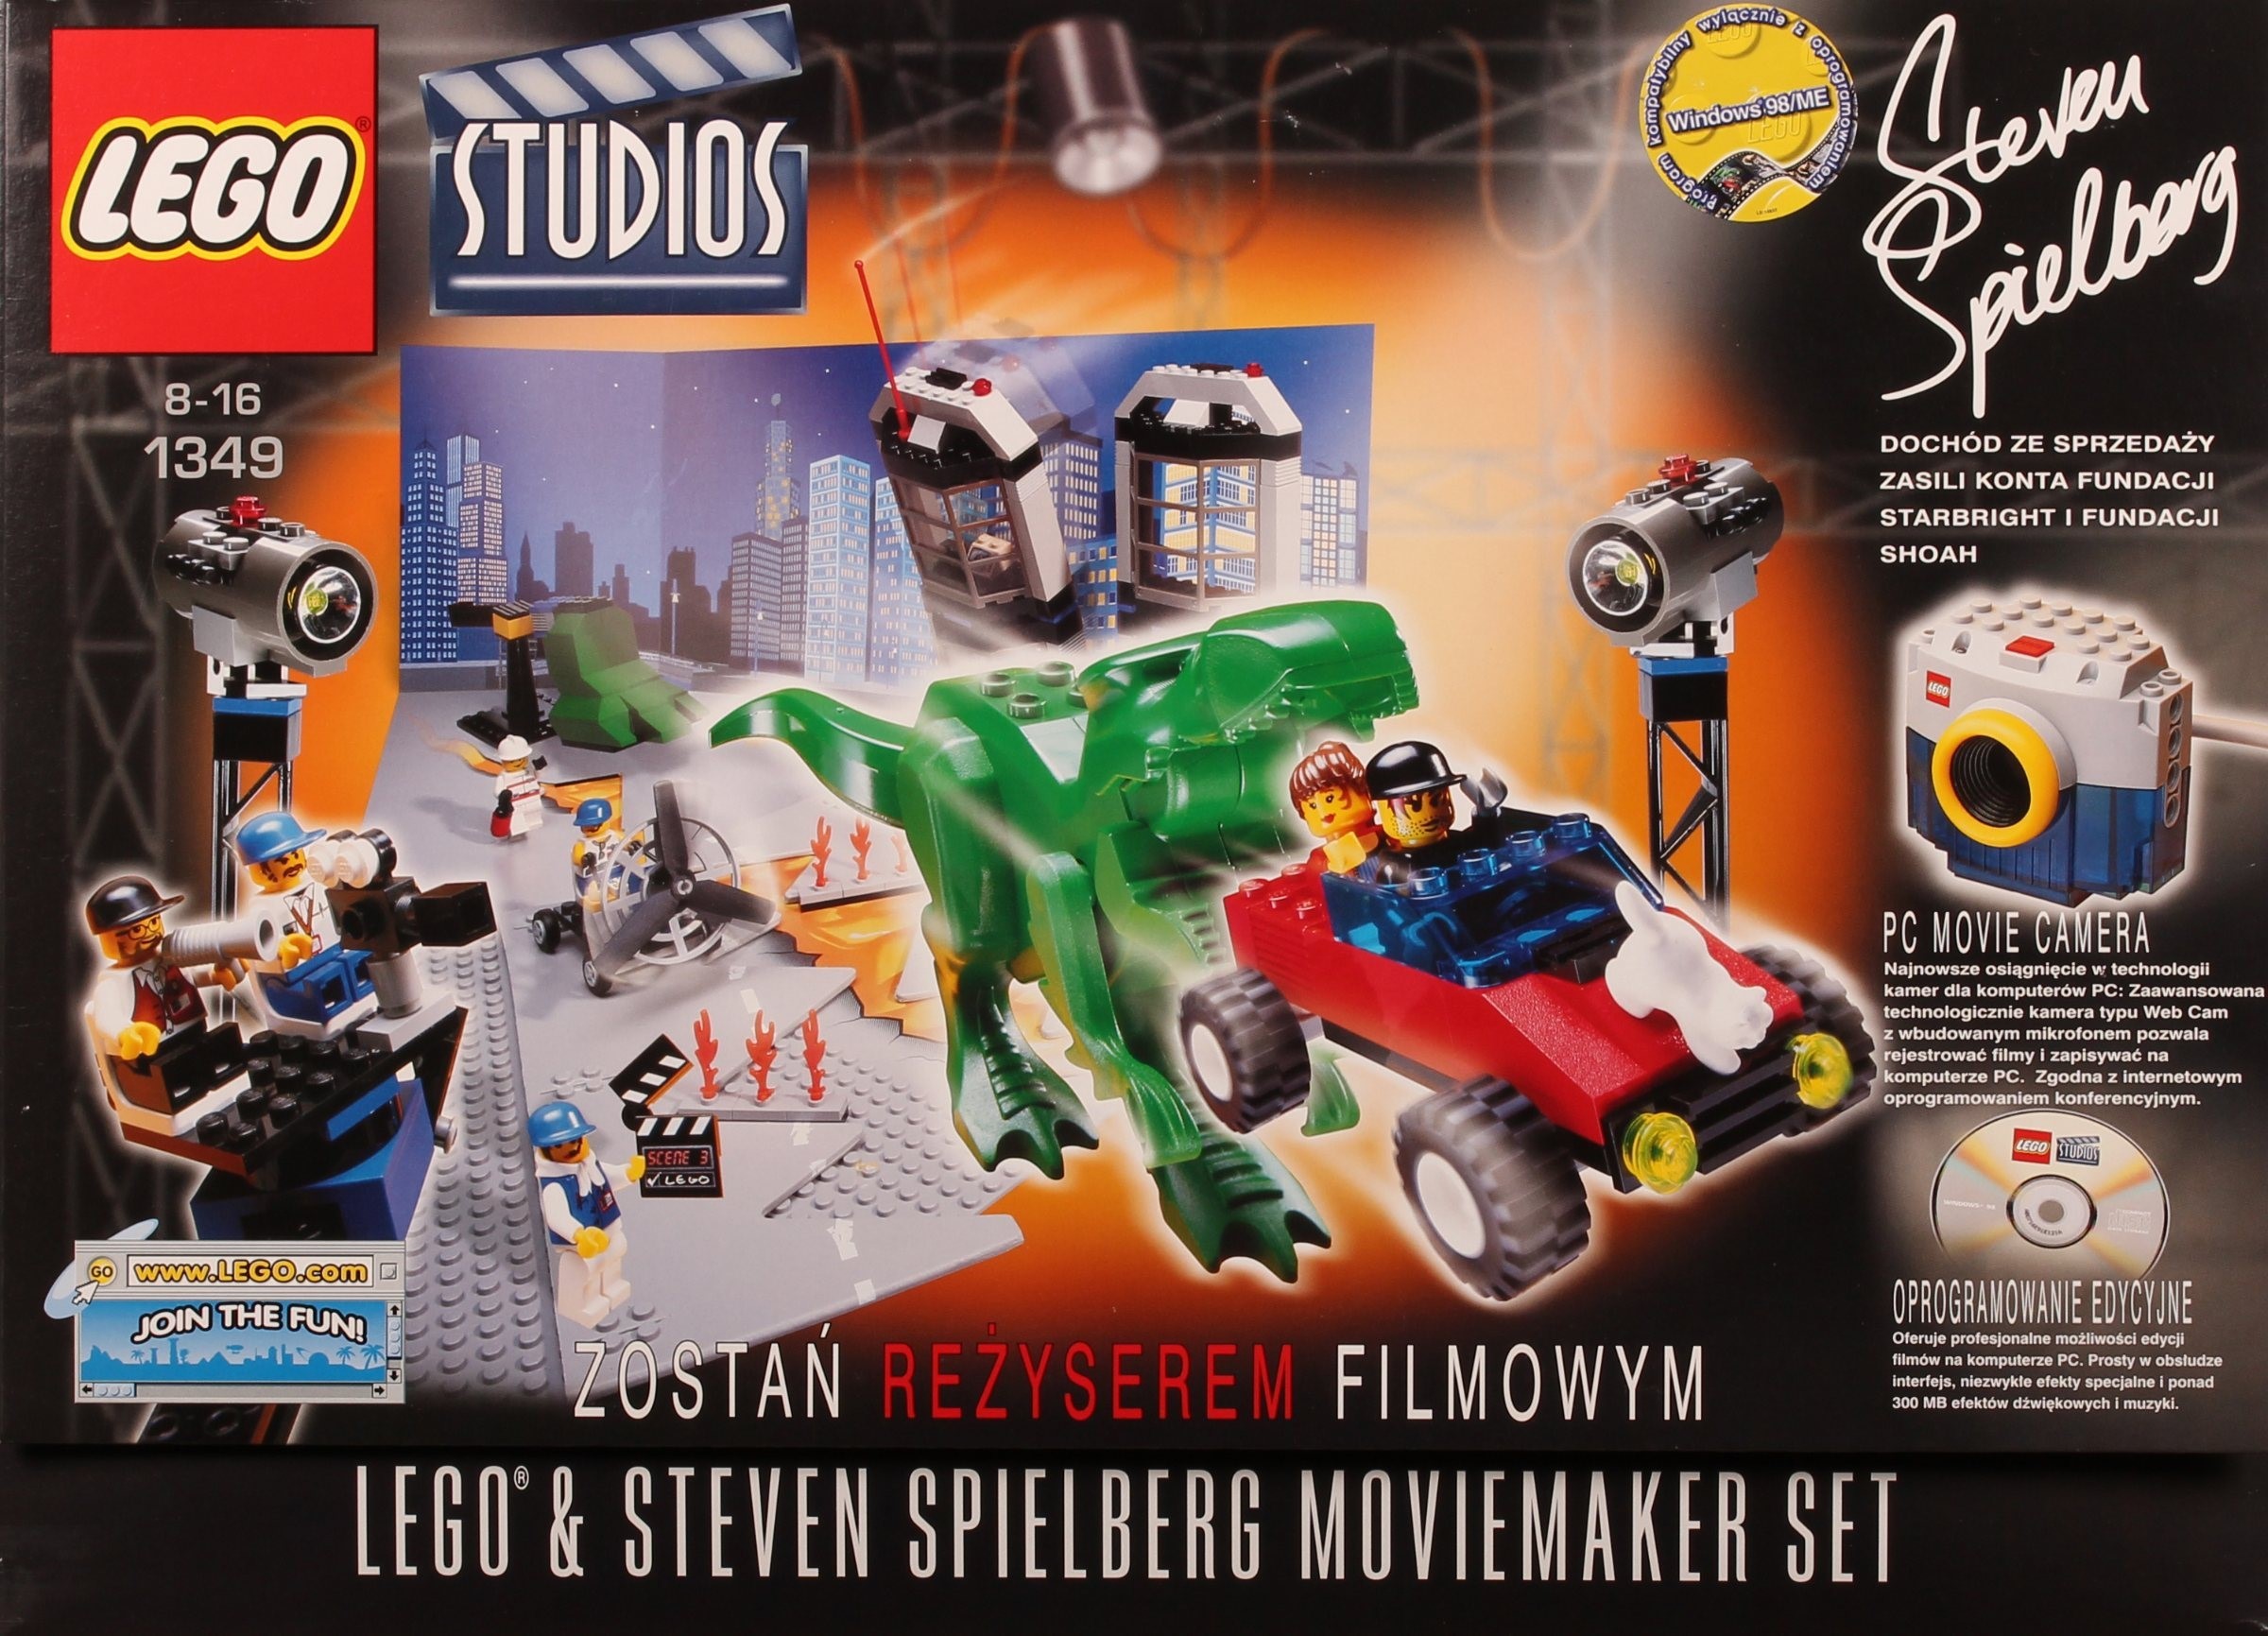 LEGO®
STUDIOS
8-16
1349
Program kompatybilny wyłącznie z oprogramowaniem
Windows® 98/ME
LEGO
LEGO
Steven
Spielberg
DOCHÓD ZE SPRZEDAŻY
ZASILI KONTA FUNDACJI
STARBRIGHT I FUNDACJI
SHOAH
LEGO
PC MOVIE CAMERA
Najnowsze osiągnięcie w technologii
kamer dla komputerów PC: Zaawansowana
technologicznie kamera typu Web Cam
z wbudowanym mikrofonem pozwala
rejestrować filmy i zapisywać na
komputerze PC. Zgodna z internetowym
oprogramowaniem konferencyjnym.
LEGO STUDIOS
OPROGRAMOWANIE EDYCYJNE
Oferuje profesjonalne możliwości edycji
filmów na komputerze PC. Prosty w obsłudze
interfejs, niezwykłe efekty specjalne i ponad
300 MB efektów dźwiękowych i muzyki.
SCENE 3
LEGO
GO www.LEGO.com
JOIN THE FUN!
ZOSTAŃ REŻYSEREM FILMOWYM
LEGO® & STEVEN SPIELBERG MOVIEMAKER SET